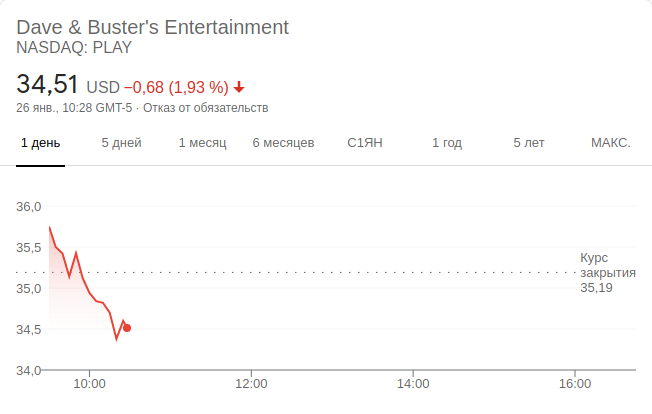 Dave & Buster's Entertainment
NASDAQ: PLAY
34,51 USD −0,68 (1,93 %)
26 янв., 10:28 GMT-5 · Отказ от обязательств
1 день 5 дней 1 месяц 6 месяцев С1ЯН 1 год 5 лет МАКС.
36,0
35,5
Курс
закрытия
35,19
35,0
34,5
34,0
10:00 12:00 14:00 16:00